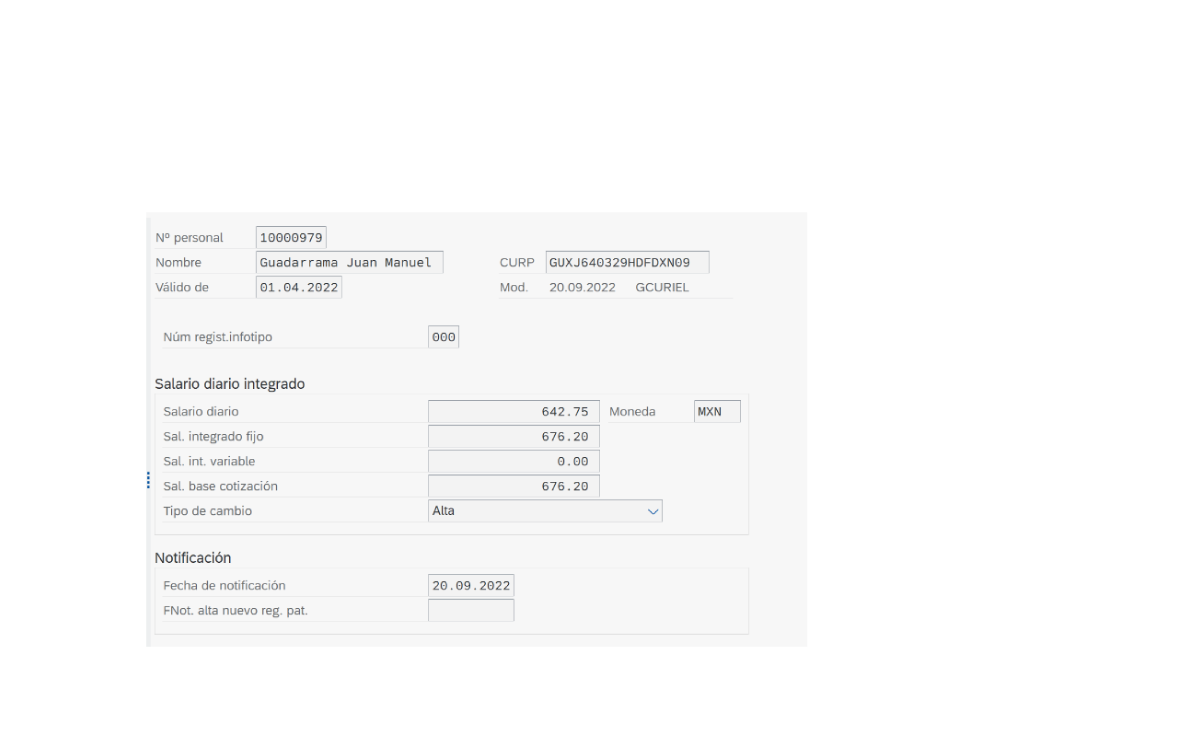 Nº personal 10000979
Nombre Guadarrama Juan Manuel CURP GUXJ640329HDFDXN09
Válido de 01.04.2022 Mod. 20.09.2022 GCURIEL
Núm regist.infotipo 000
Salario diario integrado
Salario diario 642.75 Moneda MXN
Sal. integrado fijo 676.20
Sal. int. variable 0.00
Sal. base cotización 676.20
Tipo de cambio Alta
Notificación
Fecha de notificación 20.09.2022
FNot. alta nuevo reg. pat.